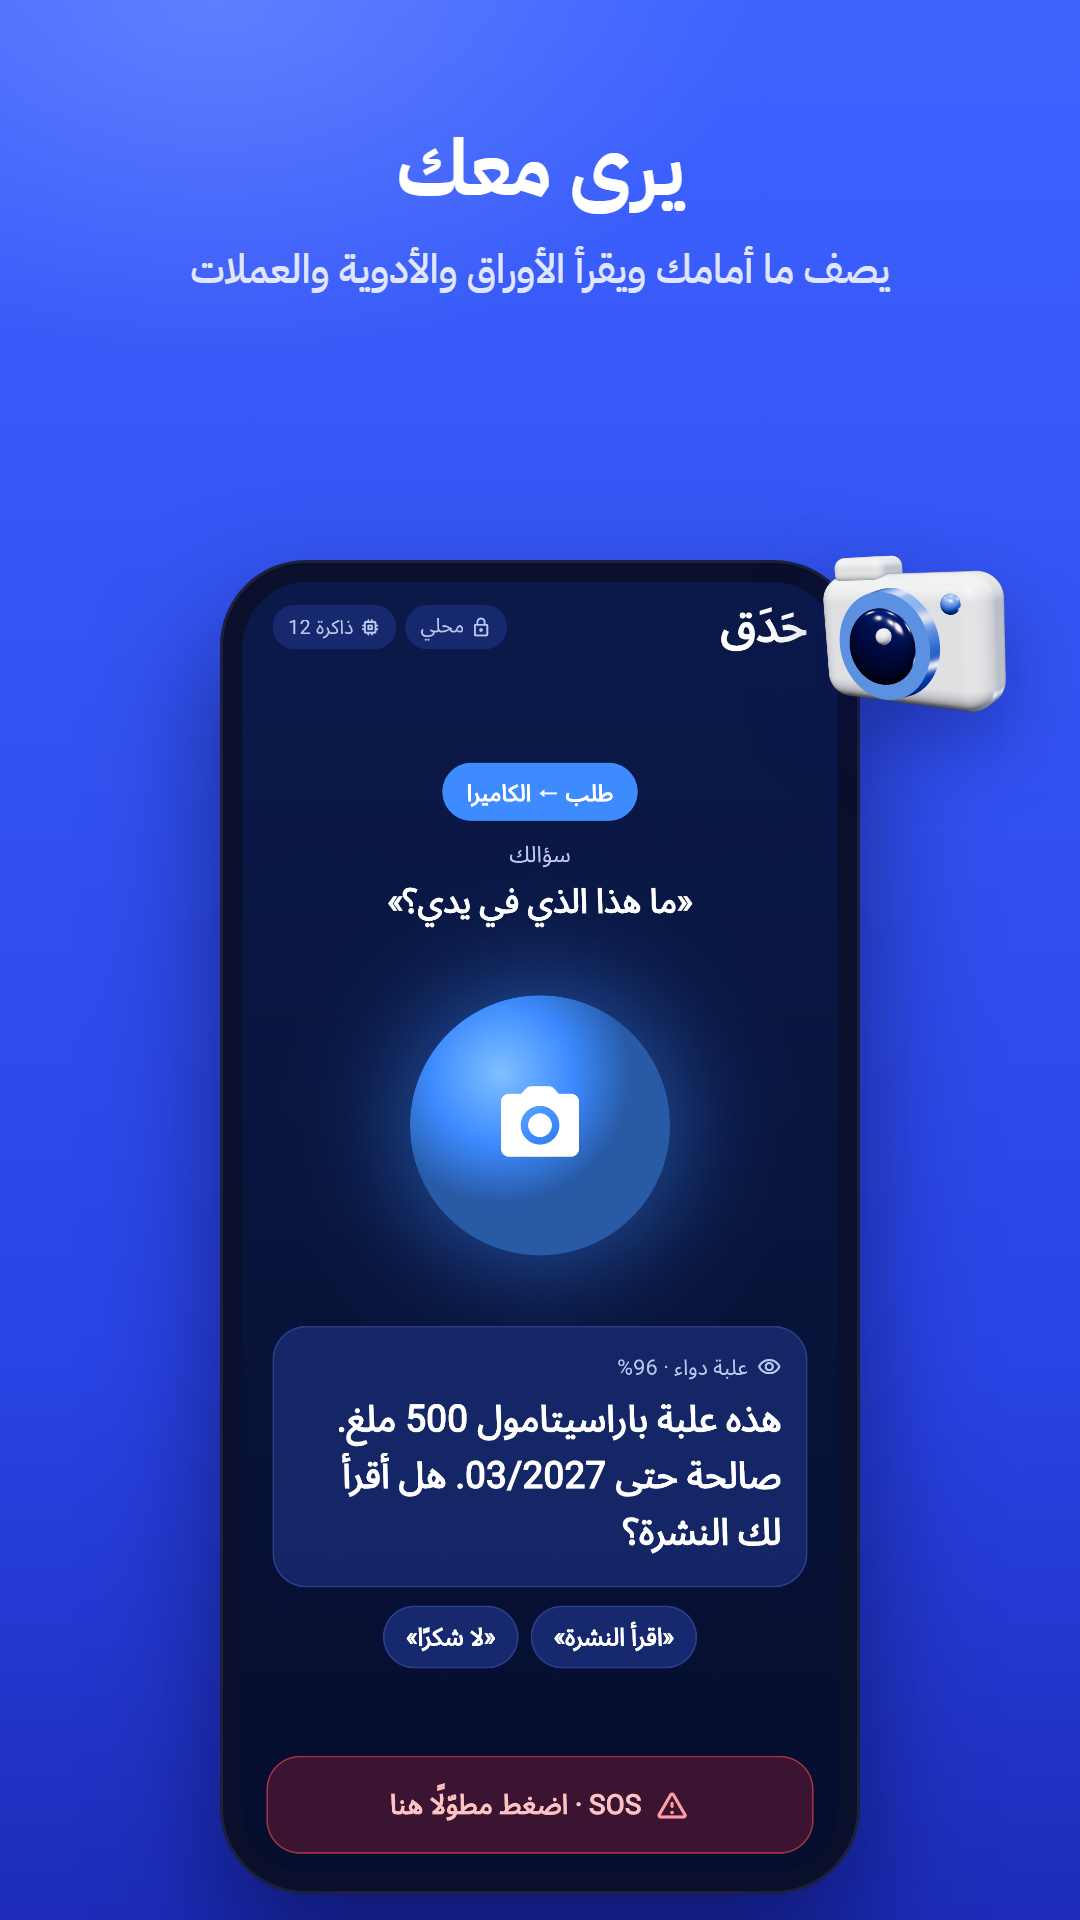 يرى معك
يصف ما أمامك ويقرأ الأوراق والأدوية والعملات
حَدَق
محلي
ذاكرة 12
طلب ← الكاميرا
سؤالك
«ما هذا الذي في يدي؟»
علبة دواء · 96%
هذه علبة باراسيتامول 500 ملغ.
صالحة حتى 03/2027. هل أقرأ
لك النشرة؟
«اقرأ النشرة»
«لا شكرًا»
SOS · اضغط مطوّلًا هنا